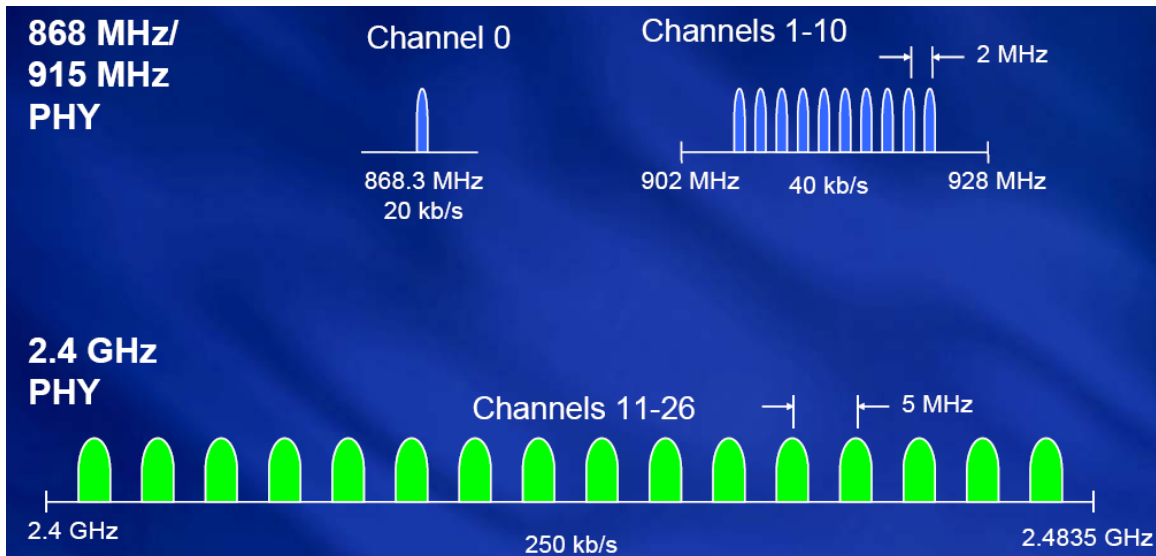 868 MHz/
915 MHz
PHY
Channel 0
868.3 MHz
20 kb/s
Channels 1-10
2 MHz
902 MHz
40 kb/s
928 MHz
2.4 GHz
PHY
Channels 11-26
5 MHz
2.4 GHz
250 kb/s
2.4835 GHz